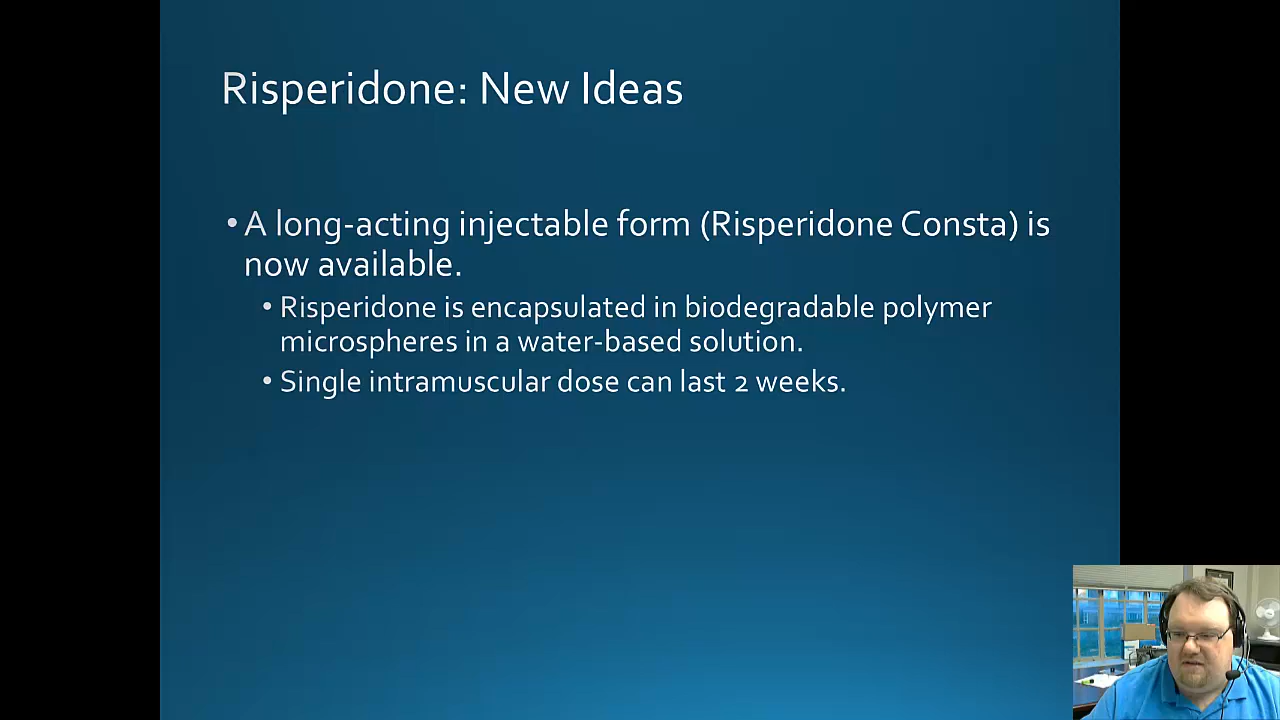 Risperidone: New Ideas
• A long-acting injectable form (Risperidone Consta) is
now available.
• Risperidone is encapsulated in biodegradable polymer
microspheres in a water-based solution.
• Single intramuscular dose can last 2 weeks.